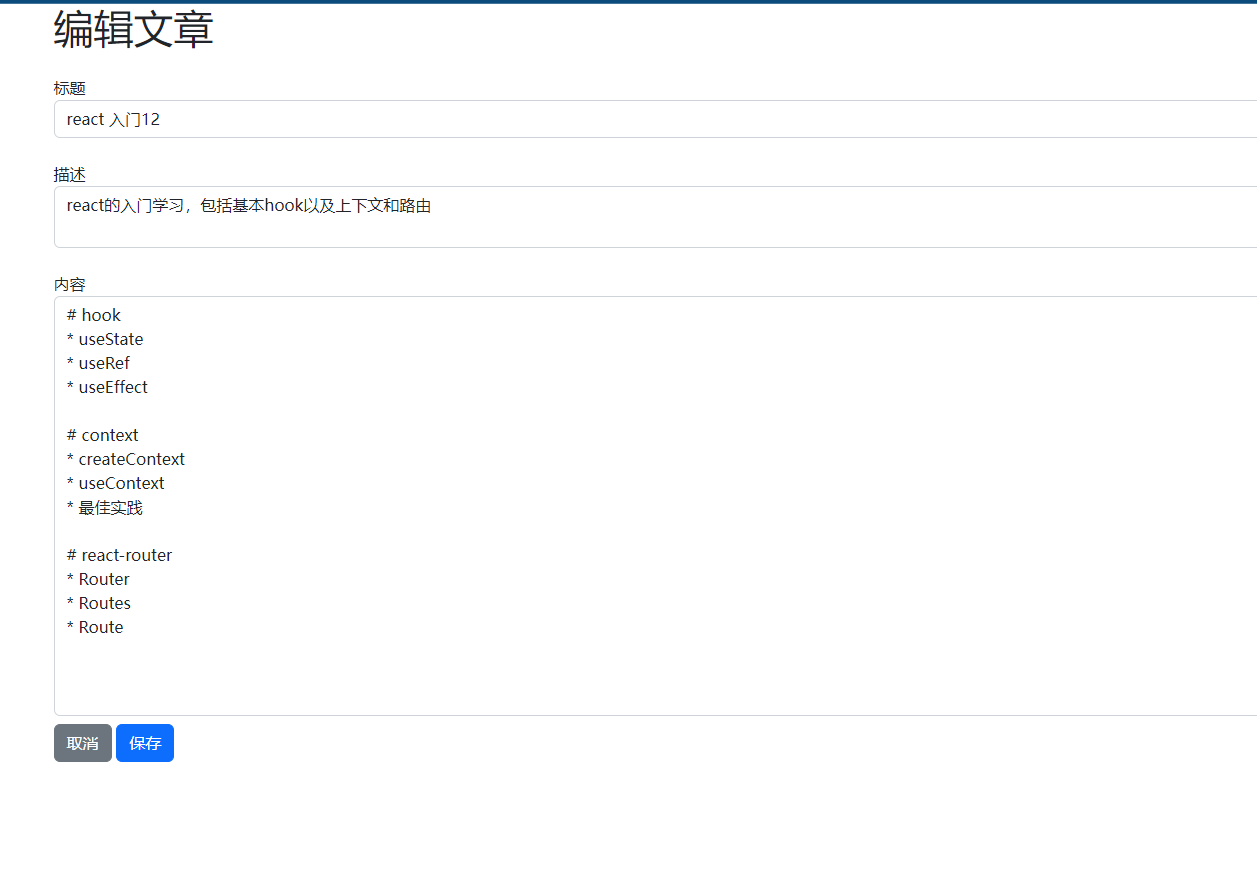 编辑文章
标题
react 入门12
描述
react的入门学习，包括基本hook以及上下文和路由
内容
# hook
* useState
* useRef
* useEffect
# context
* createContext
* useContext
* 最佳实践
# react-router
* Router
* Routes
* Route
取消 保存